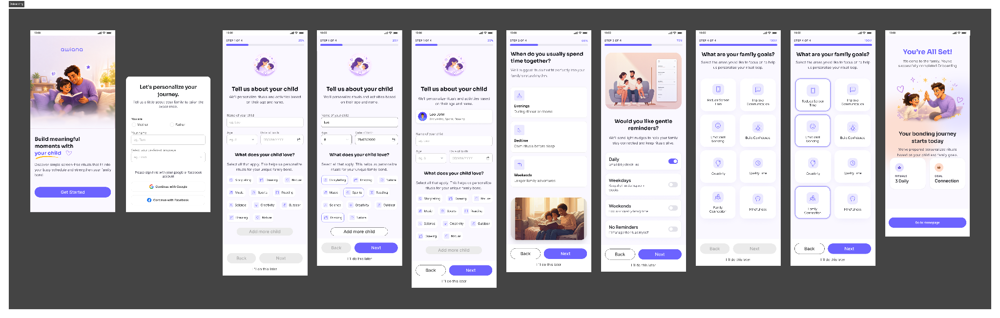 Onboarding
10:00
awiana
Build meaningful
moments with
your child
Discover simple screen-free rituals that fit into
your busy schedule and strengthen your family
bond
Get Started
Let's personalize your
journey.
Tell us a little about your family to tailor the
experience.
You are
Mother
Father
Your name
eg. Tom
Select your preferred language
eg. Hindi
Please sign in to with your google or facebook
account
Continue with Google
Continue with Facebook
10:00
STEP 1 OF 4
25%
Tell us about your child
We'll personalize rituals and activities based
on their age and name.
Name of your child
eg. Leo
Age
Date of birth
eg. 8
DD/MM/YYYY
What does your child love?
Select all that apply. This helps us personalize
rituals for your unique family bond.
Storytelling
Drawing
Nature
Music
Sports
Reading
Science
Creativity
Outdoor
Drawing
Nature
Add more child
Back
Next
I'll do this later
10:00
STEP 1 OF 4
25%
Tell us about your child
We'll personalize rituals and activities based
on their age and name.
Name of your child
Leo
Age
Date of birth
8
25/02/2000
What does your child love?
Select all that apply. This helps us personalize
rituals for your unique family bond.
Storytelling
Drawing
Nature
Music
Sports
Reading
Science
Creativity
Outdoor
Drawing
Nature
Add more child
Back
Next
I'll do this later
10:00
STEP 1 OF 4
25%
Tell us about your child
We'll personalize rituals and activities based
on their age and name.
Leo John
Storytelling, Sports, Drawing
Name of your child
eg. Leo
Age
Date of birth
eg. 8
DD/MM/YYYY
What does your child love?
Select all that apply. This helps us personalize
rituals for your unique family bond.
Storytelling
Drawing
Nature
Music
Sports
Reading
Science
Creativity
Outdoor
Drawing
Nature
Add more child
Back
Next
I'll do this later
10:00
STEP 2 OF 4
50%
When do you usually spend
time together?
We'll suggest rituals that fit perfectly into your
family's natural rhythm.
Evenings
During dinner or chores
Bedtime
Calm rituals before sleep
Weekends
Longer family adventures
Back
Next
I'll do this later
10:00
STEP 3 OF 4
75%
Would you like gentle
reminders?
We'll send light nudges to help your family
stay connected and keep rituals alive.
Daily
Small daily check-ins
Weekdays
Keep rhythm during work
weeks
Weekends
Focus on quality family time
No Reminders
I'll manage the rituals myself
Back
Next
I'll do this later
10:00
STEP 4 OF 4
100%
What are your family goals?
Select the areas you'd like to focus on to help
us personalize your ritual loop.
Reduce Screen
Time
Improve
Communication
Emotional
Bonding
Build Confidence
Creativity
Quality Time
Family
Connection
Mindfulness
Back
Next
I'll do this later
10:00
STEP 4 OF 4
100%
What are your family goals?
Select the areas you'd like to focus on to help
us personalize your ritual loop.
Reduce Screen
Time
Improve
Communication
Emotional
Bonding
Build Confidence
Creativity
Quality Time
Family
Connection
Mindfulness
Back
Next
I'll do this later
10:00
You're All Set!
Welcome to the family. You've
successfully completed Onboarding
Your bonding journey
starts today
We've prepared personalized rituals
based on your child and family goals.
RITUALS
3 Daily
GOAL
Connection
Go to Homepage